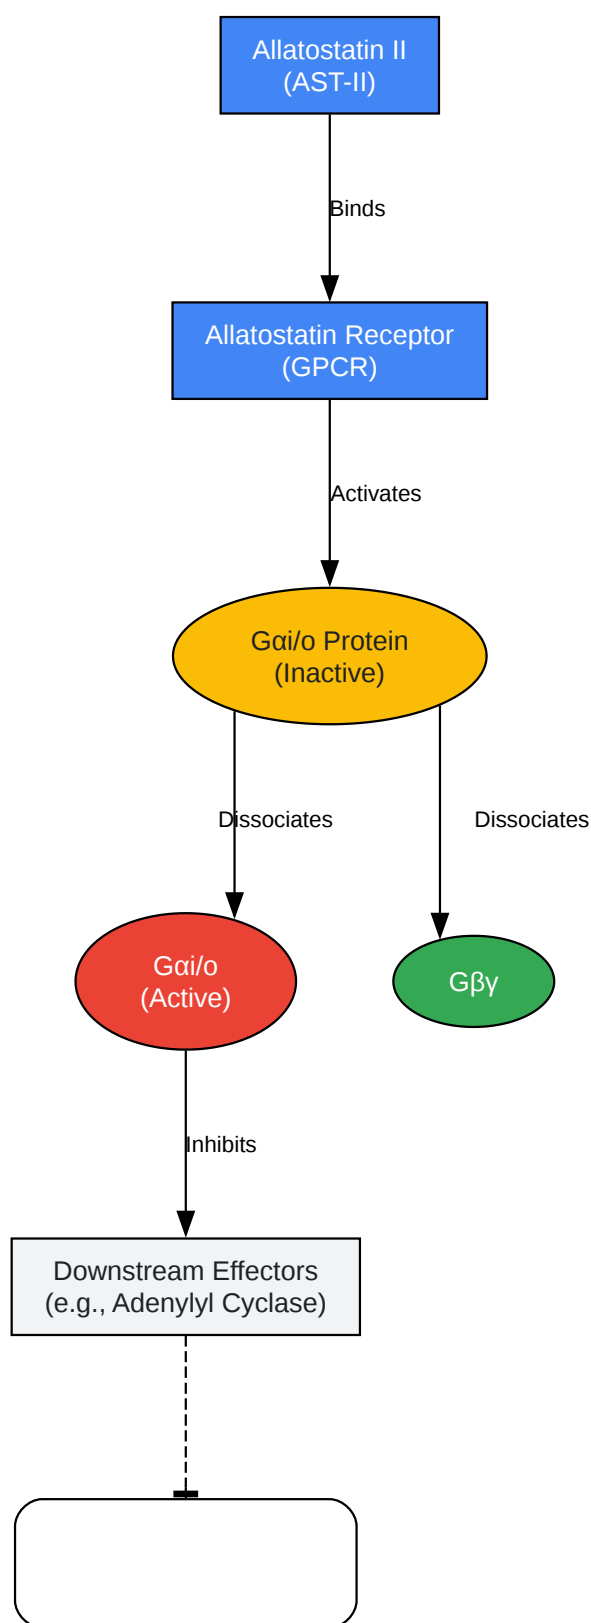 Allatostatin II
(AST-II)
Binds
Allatostatin Receptor
(GPCR)
Activates
Gαi/o Protein
(Inactive)
Dissociates
Dissociates
Gαi/o
(Active)
Gβγ
Inhibits
Downstream Effectors
(e.g., Adenylyl Cyclase)